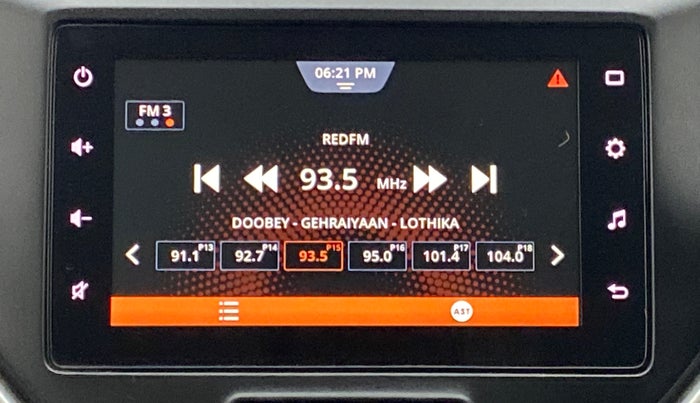 06:21 PM
FM 3
REDFM
93.5 MHz
DOOBEY - GEHRAIYAAN - LOTHIKA
91.1 P13 92.7 P14 93.5 P15 95.0 P16 101.4 P17 104.0 P18
AST